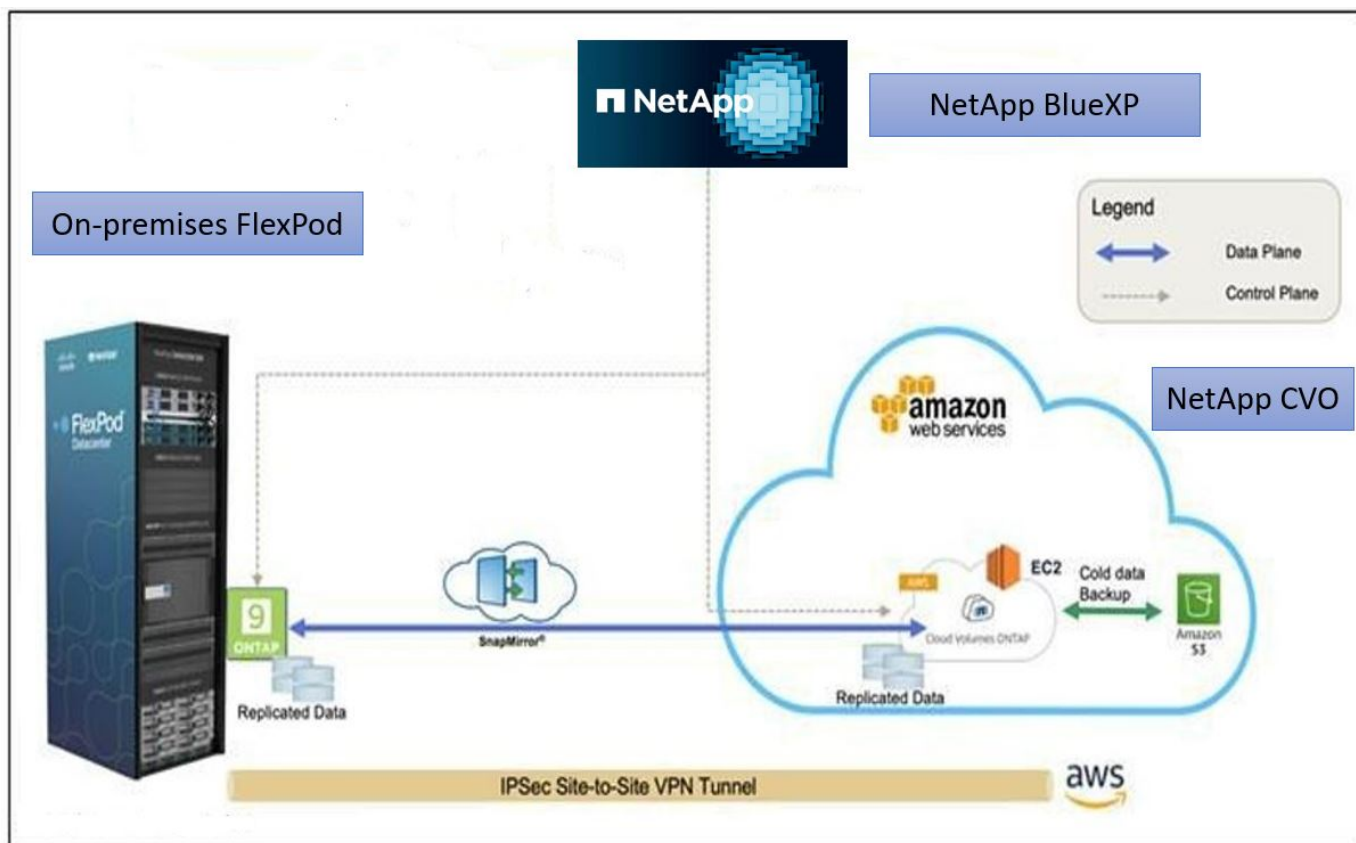 NetApp
NetApp BlueXP
On-premises FlexPod
Legend
Data Plane
Control Plane
NetApp CVO
amazon
web services
FlexPod
Datacenter
AWS
EC2
Cold data
Backup
9
ONTAP
SnapMirror®
Cloud Volumes ONTAP
Amazon
S3
Replicated Data
Replicated Data
IPSec Site-to-Site VPN Tunnel
aws